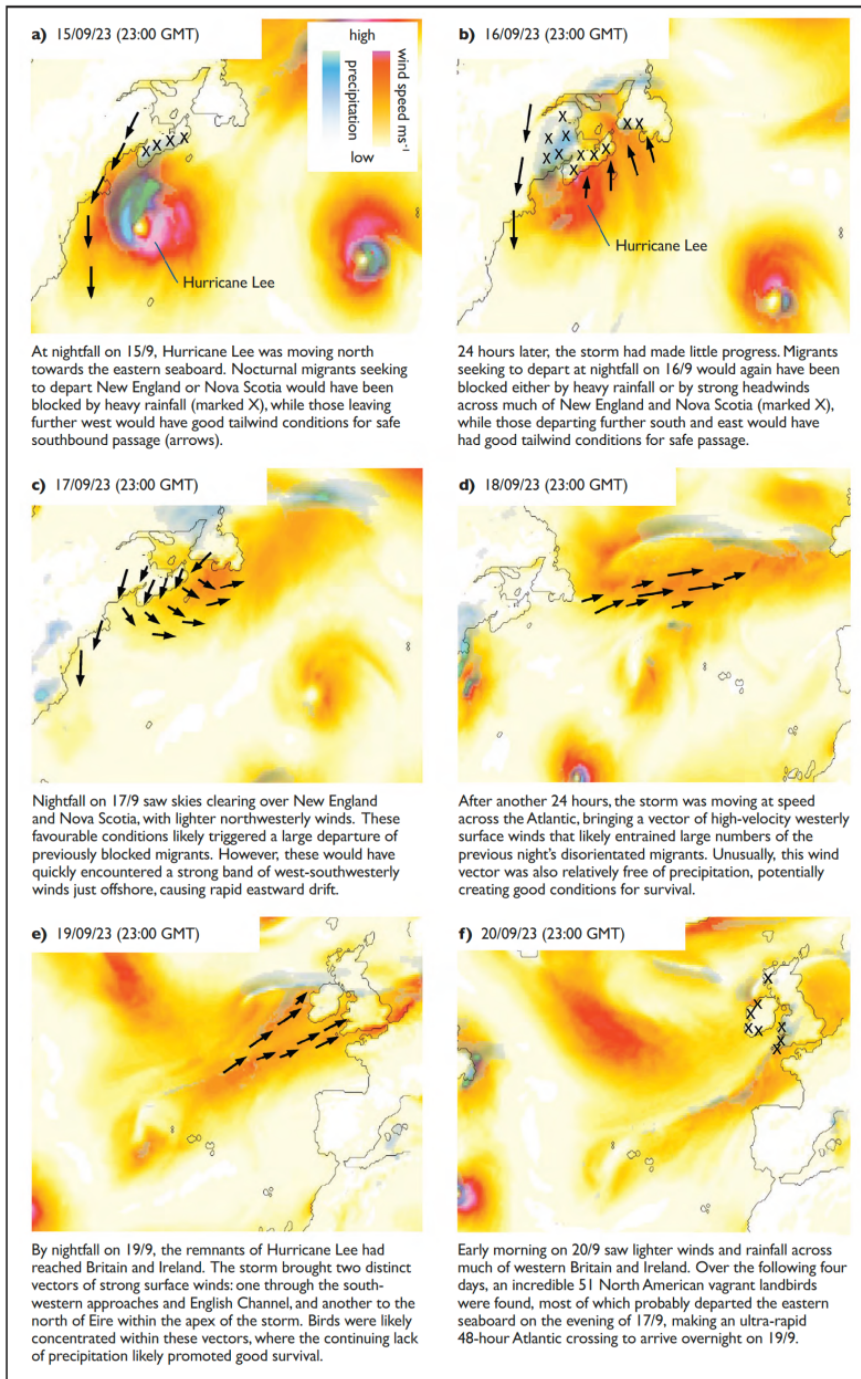 a) 15/09/23 (23:00 GMT)
high
precipitation
wind speed ms⁻¹
low
X X X X
Hurricane Lee
At nightfall on 15/9, Hurricane Lee was moving north
towards the eastern seaboard. Nocturnal migrants seeking
to depart New England or Nova Scotia would have been
blocked by heavy rainfall (marked X), while those leaving
further west would have good tailwind conditions for safe
southbound passage (arrows).
b) 16/09/23 (23:00 GMT)
X
X X
X X
X X X X
X
X X
Hurricane Lee
24 hours later, the storm had made little progress. Migrants
seeking to depart at nightfall on 16/9 would again have been
blocked either by heavy rainfall or by strong headwinds
across much of New England and Nova Scotia (marked X),
while those departing further south and east would have
had good tailwind conditions for safe passage.
c) 17/09/23 (23:00 GMT)
Nightfall on 17/9 saw skies clearing over New England
and Nova Scotia, with lighter northwesterly winds. These
favourable conditions likely triggered a large departure of
previously blocked migrants. However, these would have
quickly encountered a strong band of west-southwesterly
winds just offshore, causing rapid eastward drift.
d) 18/09/23 (23:00 GMT)
After another 24 hours, the storm was moving at speed
across the Atlantic, bringing a vector of high-velocity westerly
surface winds that likely entrained large numbers of the
previous night's disorientated migrants. Unusually, this wind
vector was also relatively free of precipitation, potentially
creating good conditions for survival.
e) 19/09/23 (23:00 GMT)
By nightfall on 19/9, the remnants of Hurricane Lee had
reached Britain and Ireland. The storm brought two distinct
vectors of strong surface winds: one through the south-
western approaches and English Channel, and another to the
north of Eire within the apex of the storm. Birds were likely
concentrated within these vectors, where the continuing lack
of precipitation likely promoted good survival.
f) 20/09/23 (23:00 GMT)
X
X
X
X X
X
X
X
Early morning on 20/9 saw lighter winds and rainfall across
much of western Britain and Ireland. Over the following four
days, an incredible 51 North American vagrant landbirds
were found, most of which probably departed the eastern
seaboard on the evening of 17/9, making an ultra-rapid
48-hour Atlantic crossing to arrive overnight on 19/9.